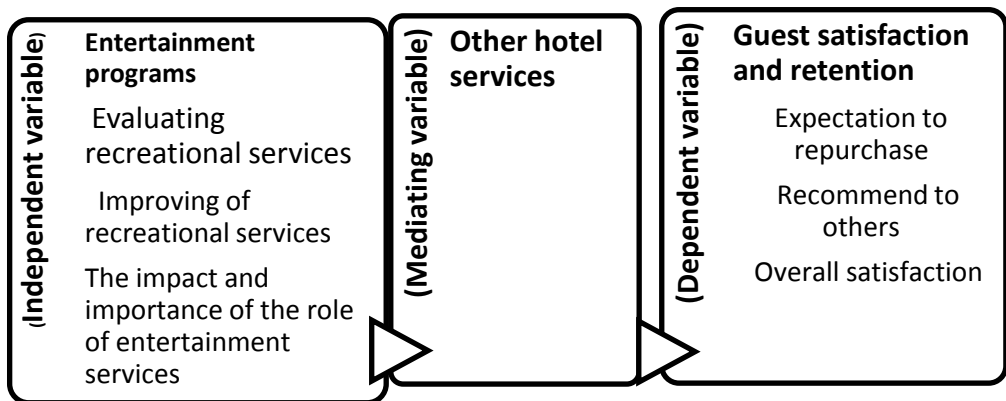 (Independent variable)
Entertainment
programs
Evaluating
recreational services
Improving of
recreational services
The impact and
importance of the role
of entertainment
services
(Mediating variable)
Other hotel
services
(Dependent variable)
Guest satisfaction
and retention
Expectation to
repurchase
Recommend to
others
Overall satisfaction